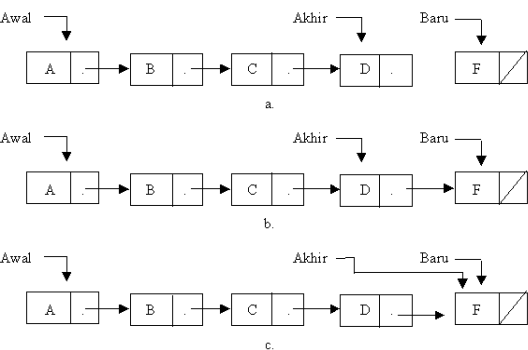 Awal Akhir Baru
A . B . C . D . F
a.
Awal Akhir Baru
A . B . C . D . F
b.
Awal Akhir Baru
A . B . C . D . F
c.